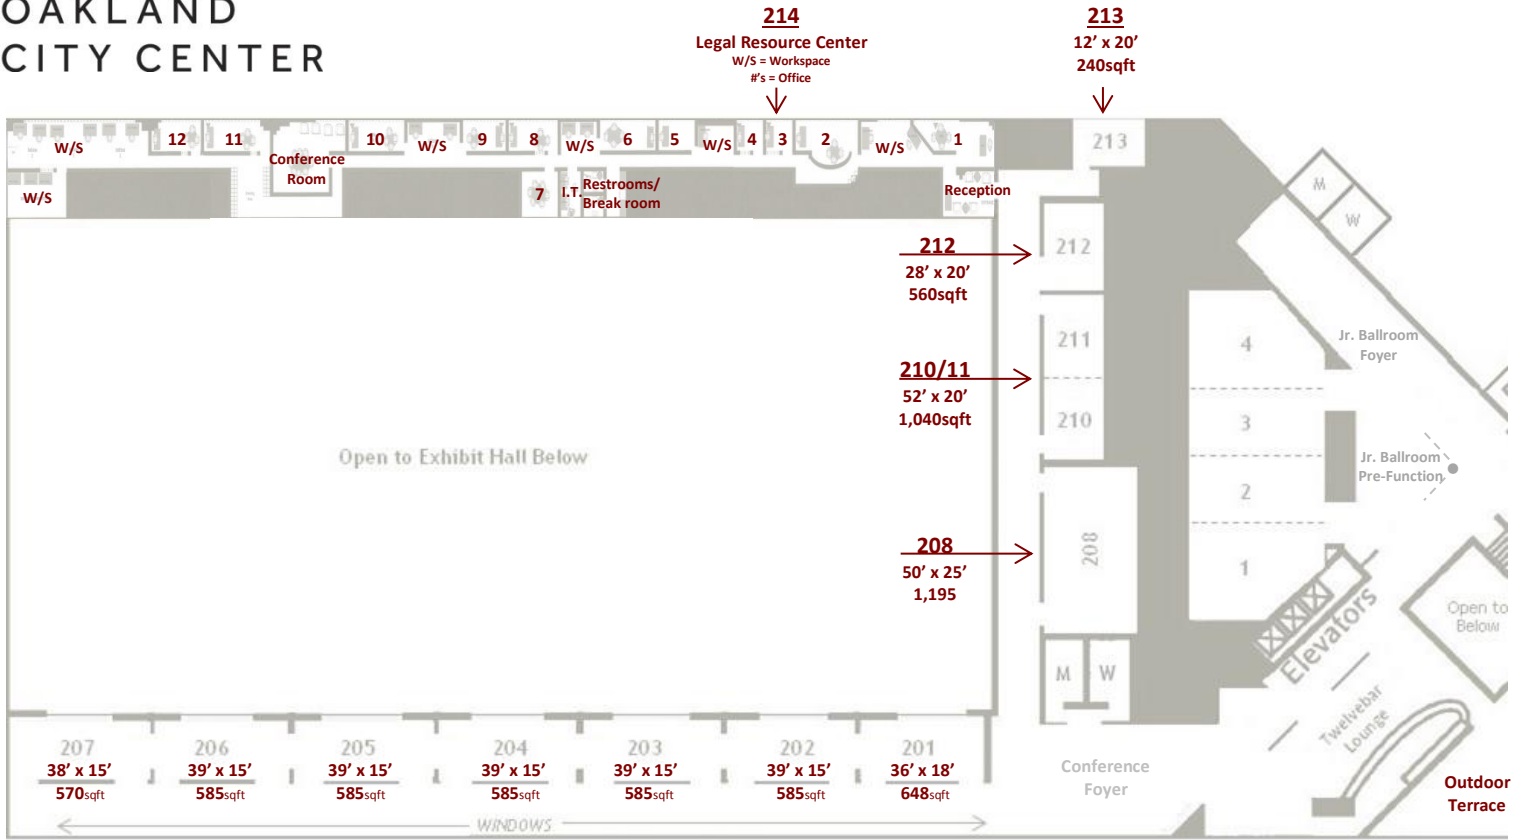 OAKLAND
CITY CENTER
214
Legal Resource Center
W/S = Workspace
#'s = Office
213
12' x 20'
240sqft
W/S
12
11
Conference
Room
10
W/S
9
8
W/S
6
5
W/S
4
3
2
W/S
1
213
W/S
7
I.T.
Restrooms/
Break room
Reception
M
W
212
28' x 20'
560sqft
212
211
210/11
52' x 20'
1,040sqft
210
4
3
2
1
Jr. Ballroom
Foyer
Jr. Ballroom
Pre-Function
Open to Exhibit Hall Below
208
50' x 25'
1,195
208
Elevators
Open to
Below
M
W
Twelvebar
Lounge
207
38' x 15'
570sqft
206
39' x 15'
585sqft
205
39' x 15'
585sqft
204
39' x 15'
585sqft
203
39' x 15'
585sqft
202
39' x 15'
585sqft
201
36' x 18'
648sqft
Conference
Foyer
Outdoor
Terrace
WINDOWS